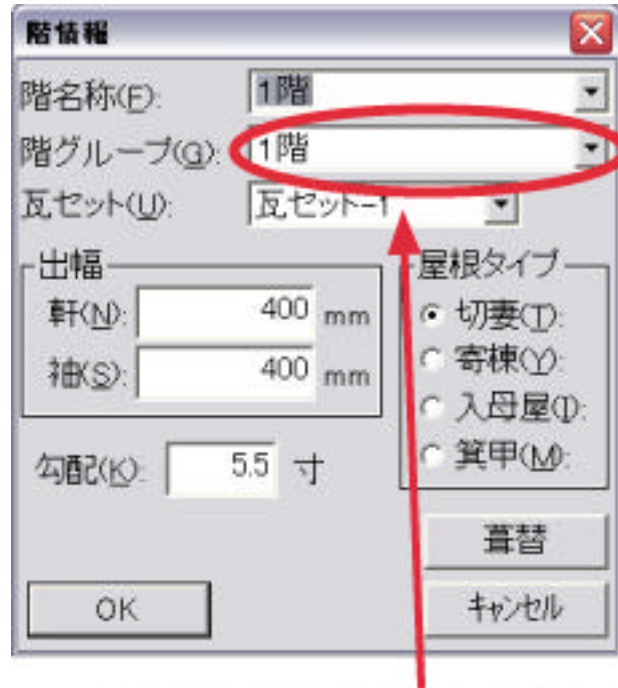 階情報
階名称(F): 1階
階グループ(G): 1階
瓦セット(U): 瓦セット-1
出幅
軒(N): 400 mm
袖(S): 400 mm
屋根タイプ
切妻(T):
寄棟(Y):
入母屋(I):
箕甲(M):
勾配(K): 5.5 寸
葺替
OK
キャンセル